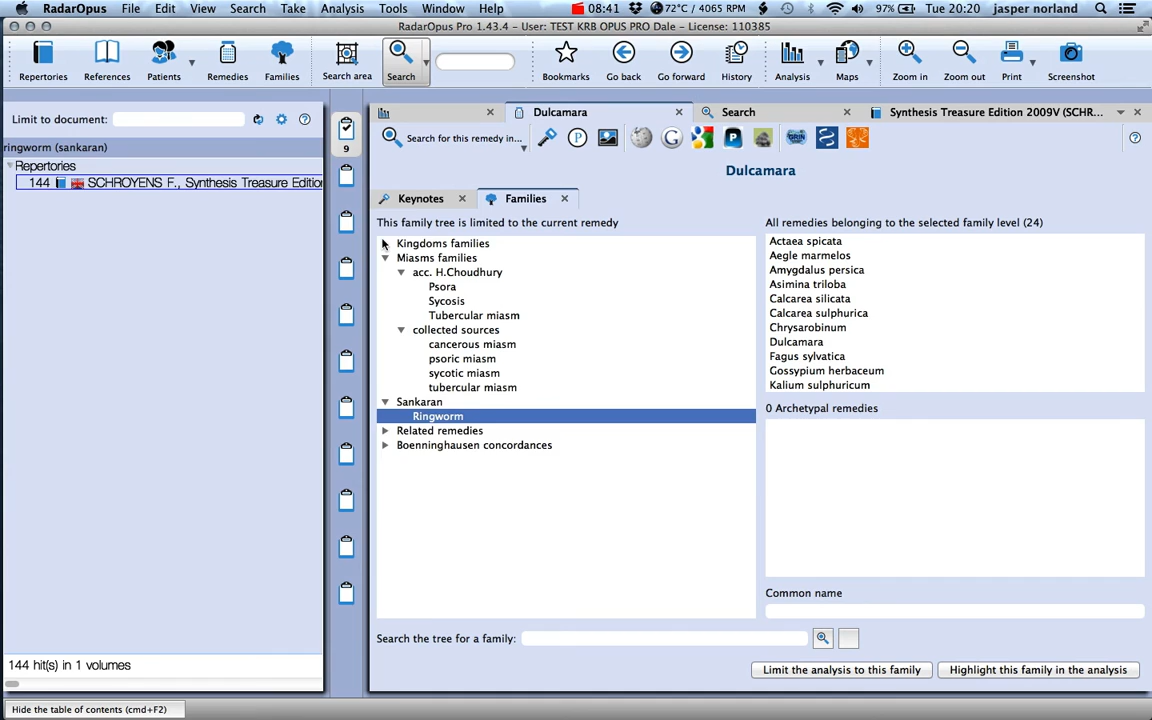 RadarOpus File Edit View Search Take Analysis Tools Window Help 08:41 72°C / 4065 RPM 97% Tue 20:20 jasper norland
RadarOpus Pro 1.43.4 - User: TEST KRB OPUS PRO Dale - License: 110385
Repertories References Patients Remedies Families Search area Search Bookmarks Go back Go forward History Analysis Maps Zoom in Zoom out Print Screenshot
Limit to document:
ringworm (sankaran)
Repertories
144 SCHROYENS F., Synthesis Treasure Editio
144 hit(s) in 1 volumes
Hide the table of contents (cmd+F2)
9
Dulcamara Search Synthesis Treasure Edition 2009V (SCHR...
Search for this remedy in...
Dulcamara
Keynotes Families
This family tree is limited to the current remedy
Kingdoms families
Miasms families
acc. H.Choudhury
Psora
Sycosis
Tubercular miasm
collected sources
cancerous miasm
psoric miasm
sycotic miasm
tubercular miasm
Sankaran
Ringworm
Related remedies
Boenninghausen concordances
Search the tree for a family:
All remedies belonging to the selected family level (24)
Actaea spicata
Aegle marmelos
Amygdalus persica
Asimina triloba
Calcarea silicata
Calcarea sulphurica
Chrysarobinum
Dulcamara
Fagus sylvatica
Gossypium herbaceum
Kalium sulphuricum
0 Archetypal remedies
Common name
Limit the analysis to this family Highlight this family in the analysis